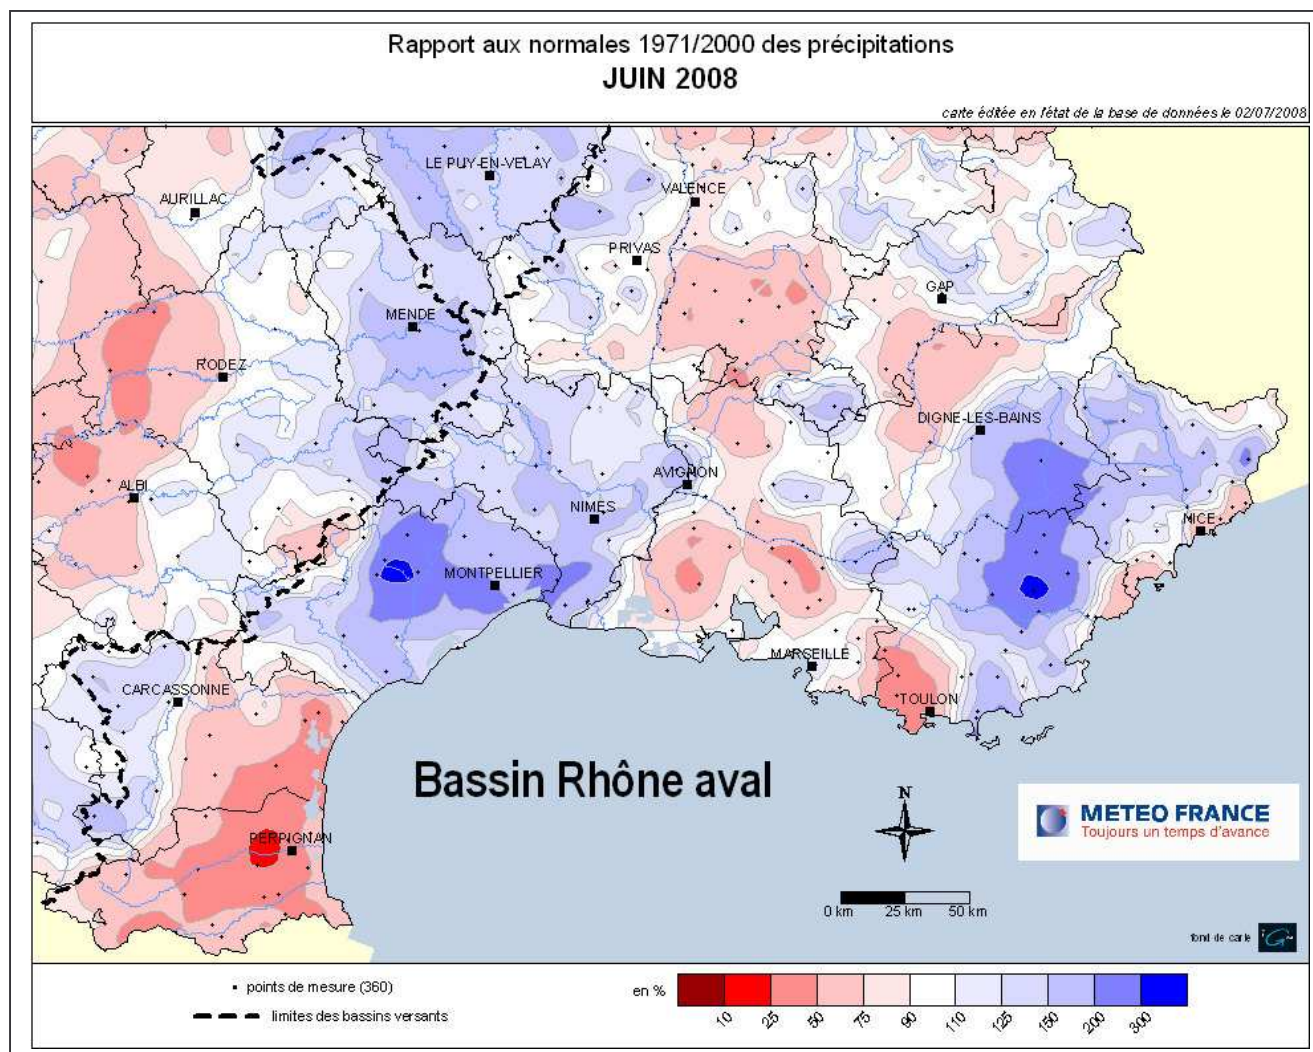 Rapport aux normales 1971/2000 des précipitations
JUIN 2008
carte éditée en l'état de la base de données le 02/07/2008
LE PUY-EN-VELAY
AURILLAC
VALENCE
PRIVAS
GAP
MENDE
RODEZ
DIGNE-LES-BAINS
AVIGNON
ALBI
NIMES
NICE
MONTPELLIER
MARSEILLE
CARCASSONNE
TOULON
Bassin Rhône aval
N
METEO FRANCE
Toujours un temps d'avance
PERPIGNAN
0 km 25 km 50 km
fond de carte
points de mesure (360)
en %
limites des bassins versants
10 25 50 75 90 110 125 150 200 300